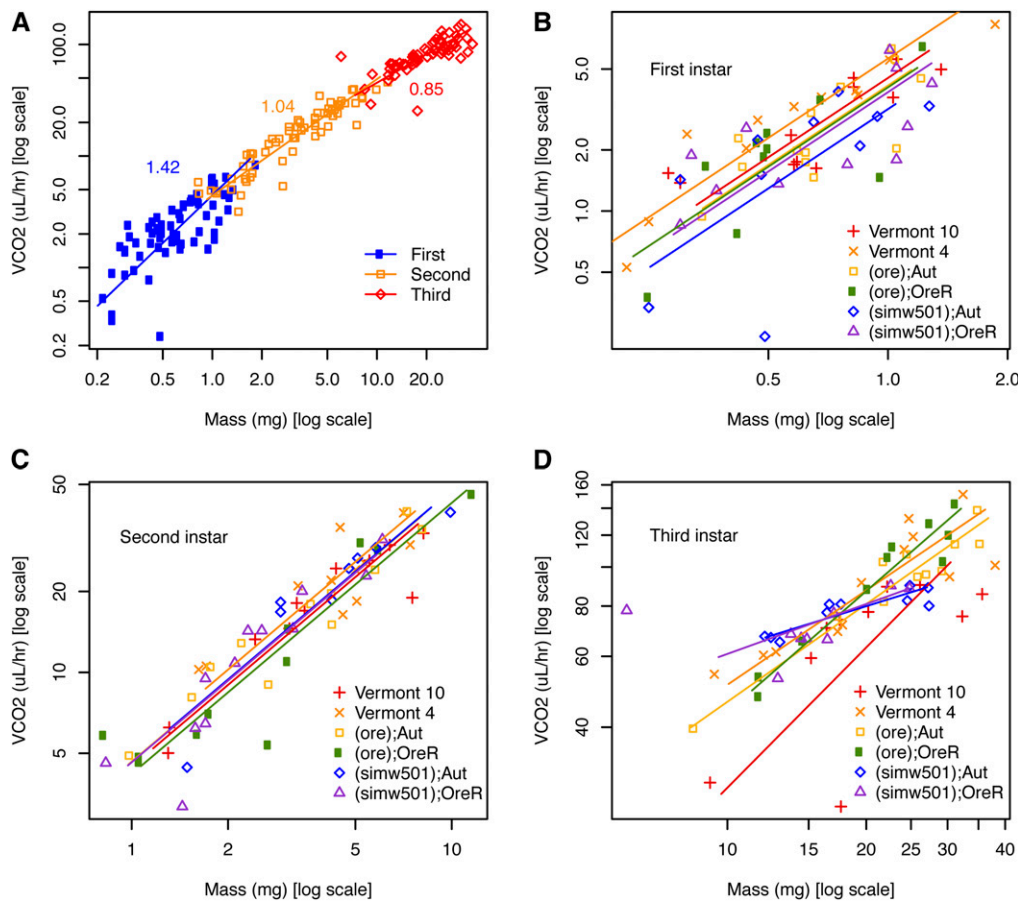 A
VCO2 (uL/hr) [log scale]
100.0
20.0
5.0
2.0
0.5
0.2
1.42
1.04
0.85
First
Second
Third
0.2 0.5 1.0 2.0 5.0 10.0 20.0
Mass (mg) [log scale]
B
VCO2 (uL/hr) [log scale]
5.0
2.0
1.0
0.5
First instar
Vermont 10
Vermont 4
(ore);Aut
(ore);OreR
(simw501);Aut
(simw501);OreR
0.5 1.0 2.0
Mass (mg) [log scale]
C
VCO2 (uL/hr) [log scale]
50
20
10
5
Second instar
Vermont 10
Vermont 4
(ore);Aut
(ore);OreR
(simw501);Aut
(simw501);OreR
1 2 5 10
Mass (mg) [log scale]
D
VCO2 (uL/hr) [log scale]
160
120
80
60
40
Third instar
Vermont 10
Vermont 4
(ore);Aut
(ore);OreR
(simw501);Aut
(simw501);OreR
10 15 20 25 30 40
Mass (mg) [log scale]